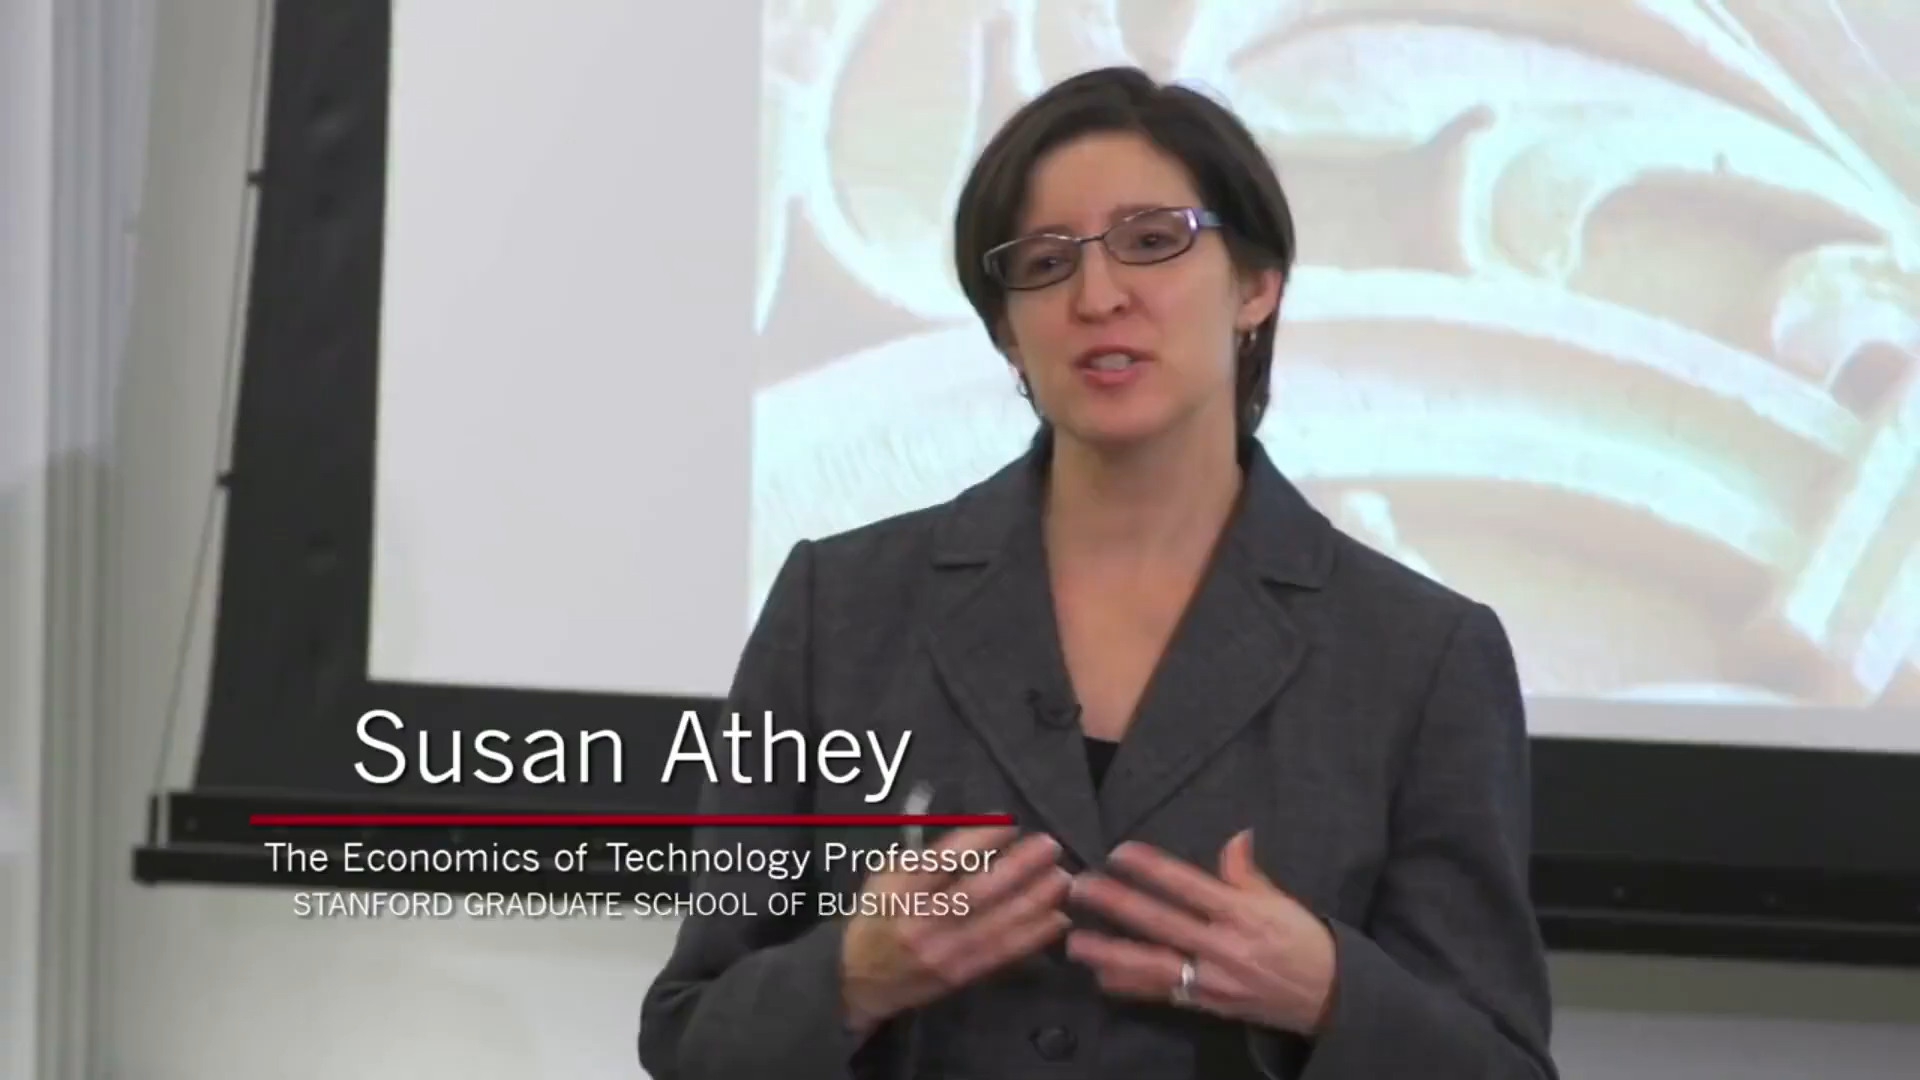 Susan Athey
The Economics of Technology Professor
STANFORD GRADUATE SCHOOL OF BUSINESS